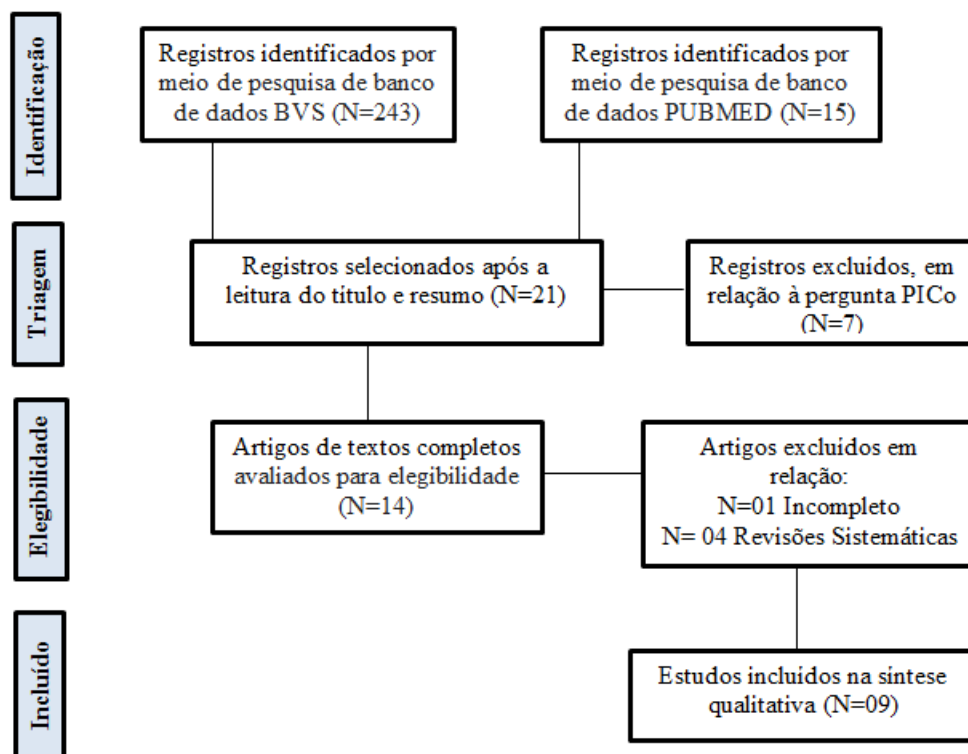 Identificação
Registros identificados por
meio de pesquisa de banco
de dados BVS (N=243)
Registros identificados por
meio de pesquisa de banco
de dados PUBMED (N=15)
Triagem
Registros selecionados após a
leitura do título e resumo (N=21)
Registros excluídos, em
relação à pergunta PICo
(N=7)
Elegibilidade
Artigos de textos completos
avaliados para elegibilidade
(N=14)
Artigos excluídos em
relação:
N=01 Incompleto
N= 04 Revisões Sistemáticas
Incluído
Estudos incluídos na síntese
qualitativa (N=09)